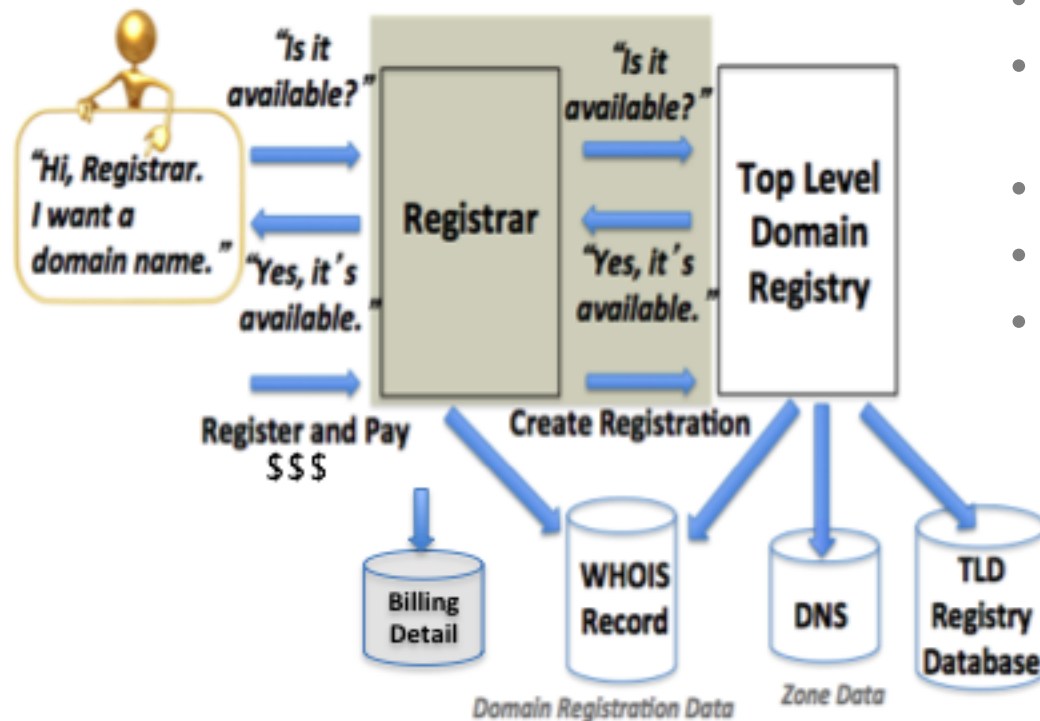 “Is it
available?”
“Is it
available?”
“Hi, Registrar.
I want a
domain name.”
Registrar
Top Level
Domain
Registry
“Yes, it's
available.”
“Yes, it's
available.”
Register and Pay
$$$
Create Registration
Billing
Detail
WHOIS
Record
DNS
TLD
Registry
Database
Domain Registration Data
Zone Data